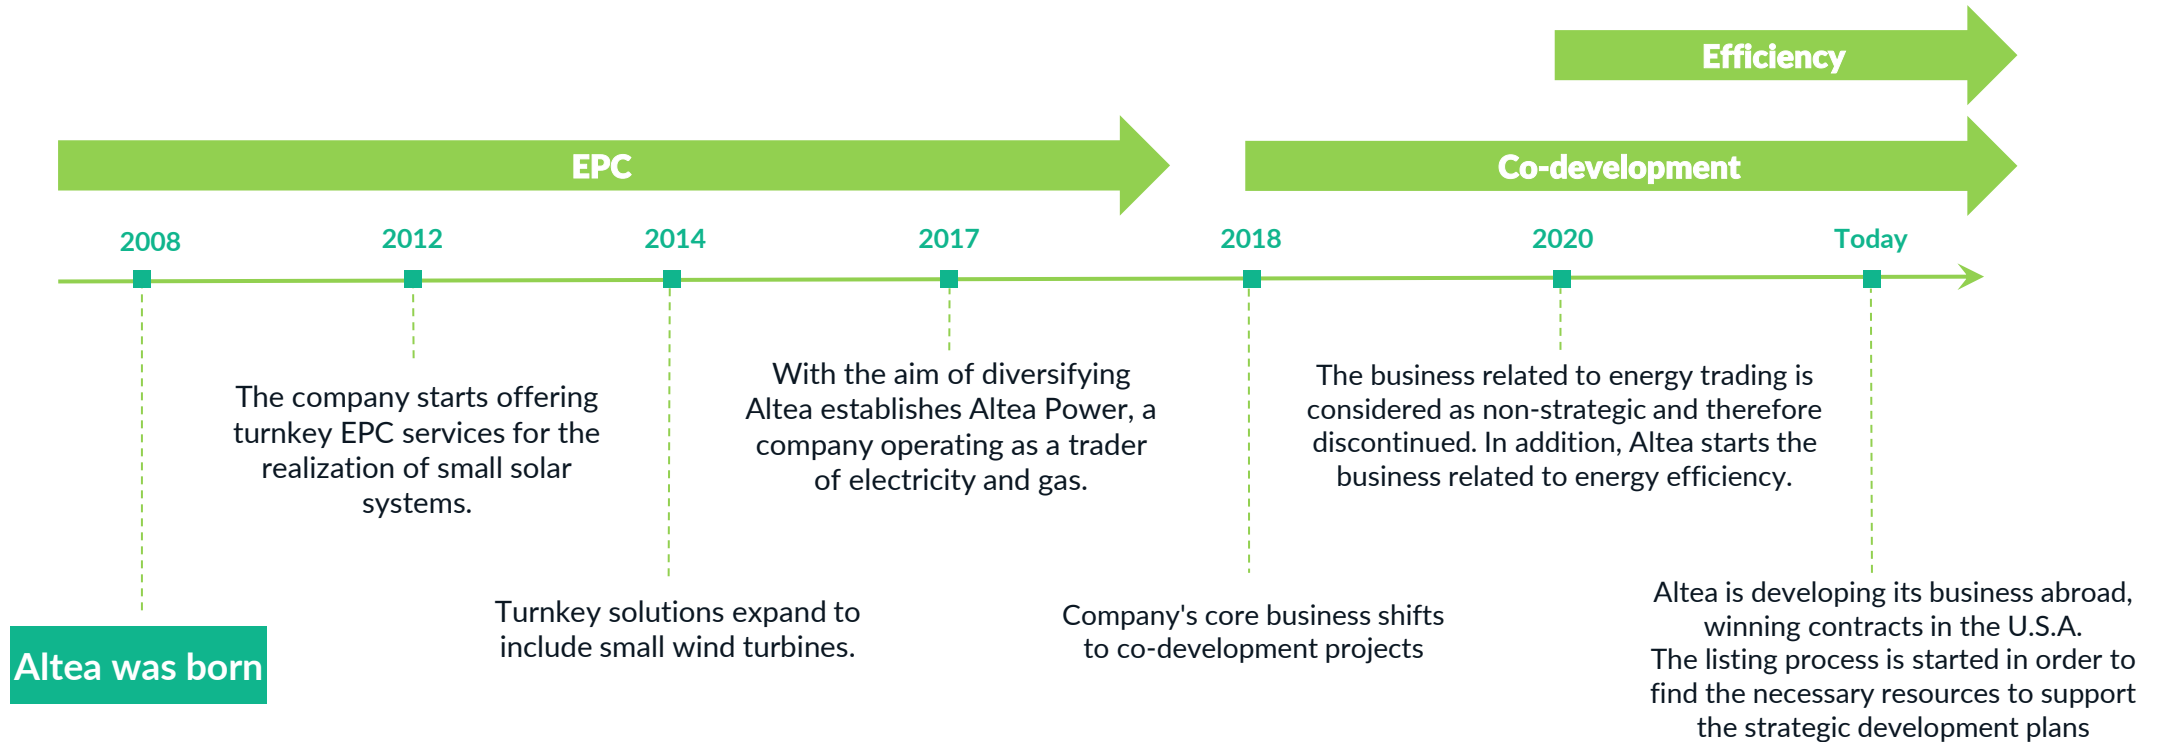 Efficiency
EPC
Co-development
2008
2012
2014
2017
2018
2020
Today
The company starts offering
turnkey EPC services for the
realization of small solar
systems.
With the aim of diversifying
Altea establishes Altea Power, a
company operating as a trader
of electricity and gas.
The business related to energy trading is
considered as non-strategic and therefore
discontinued. In addition, Altea starts the
business related to energy efficiency.
Altea was born
Turnkey solutions expand to
include small wind turbines.
Company's core business shifts
to co-development projects
Altea is developing its business abroad,
winning contracts in the U.S.A.
The listing process is started in order to
find the necessary resources to support
the strategic development plans